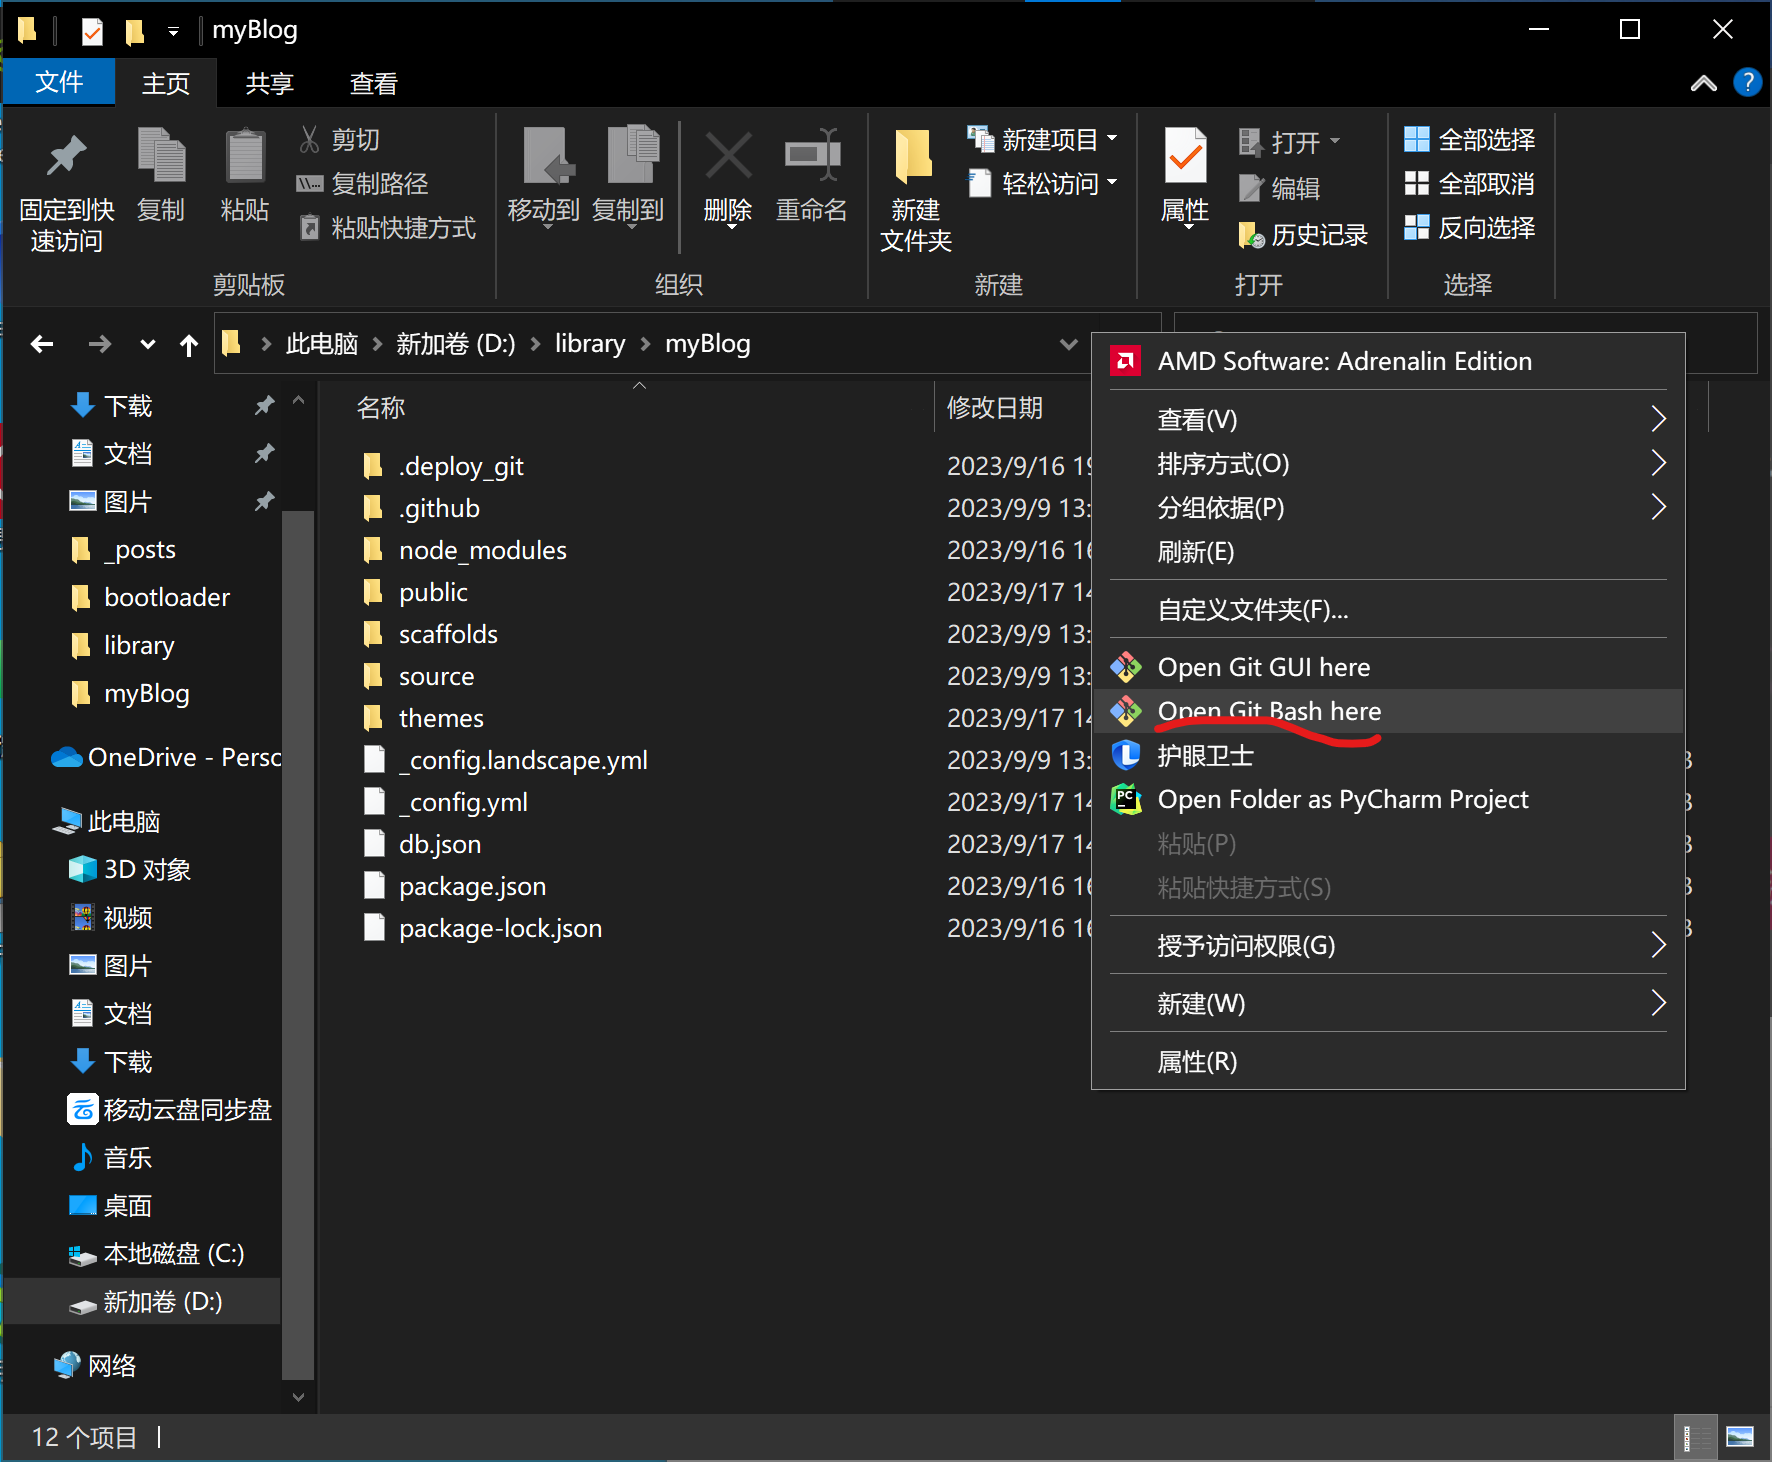 myBlog
文件 主页 共享 查看
固定到快速访问
复制
粘贴
剪切
复制路径
粘贴快捷方式
剪贴板
移动到
复制到
删除
重命名
组织
新建文件夹
新建项目
轻松访问
新建
属性
打开
编辑
历史记录
打开
全部选择
全部取消
反向选择
选择
此电脑 新加卷 (D:) library myBlog
下载
文档
图片
_posts
bootloader
library
myBlog
OneDrive - Persc
此电脑
3D 对象
视频
图片
文档
下载
移动云盘同步盘
音乐
桌面
本地磁盘 (C:)
新加卷 (D:)
网络
名称 修改日期
.deploy_git 2023/9/16 19
.github 2023/9/9 13:
node_modules 2023/9/16 16
public 2023/9/17 14
scaffolds 2023/9/9 13:
source 2023/9/9 13:
themes 2023/9/17 14
_config.landscape.yml 2023/9/9 13:
_config.yml 2023/9/17 14
db.json 2023/9/17 14
package.json 2023/9/16 16
package-lock.json 2023/9/16 16
AMD Software: Adrenalin Edition
查看(V)
排序方式(O)
分组依据(P)
刷新(E)
自定义文件夹(F)...
Open Git GUI here
Open Git Bash here
护眼卫士
PC Open Folder as PyCharm Project
粘贴(P)
粘贴快捷方式(S)
授予访问权限(G)
新建(W)
属性(R)
12 个项目